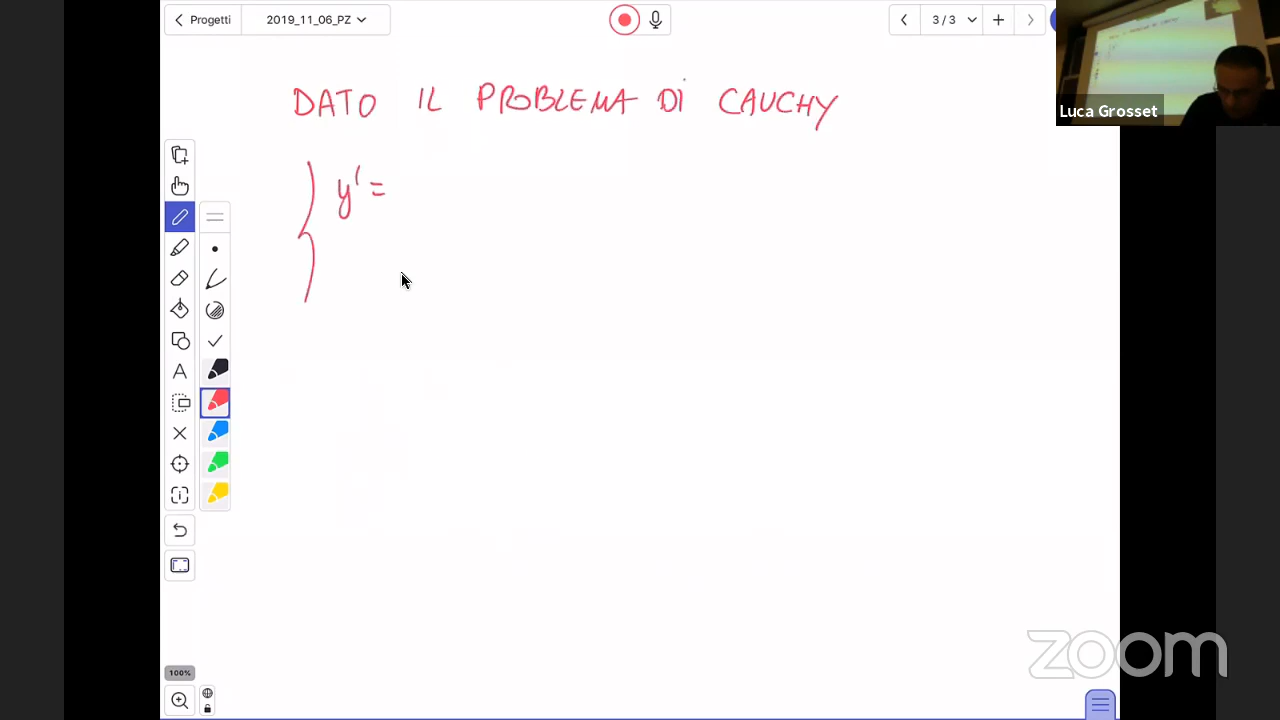 Progetti 2019_11_06_PZ 3 / 3
Luca Grosset
DATO IL PROBLEMA DI CAUCHY
y' =
A
100%
zoom